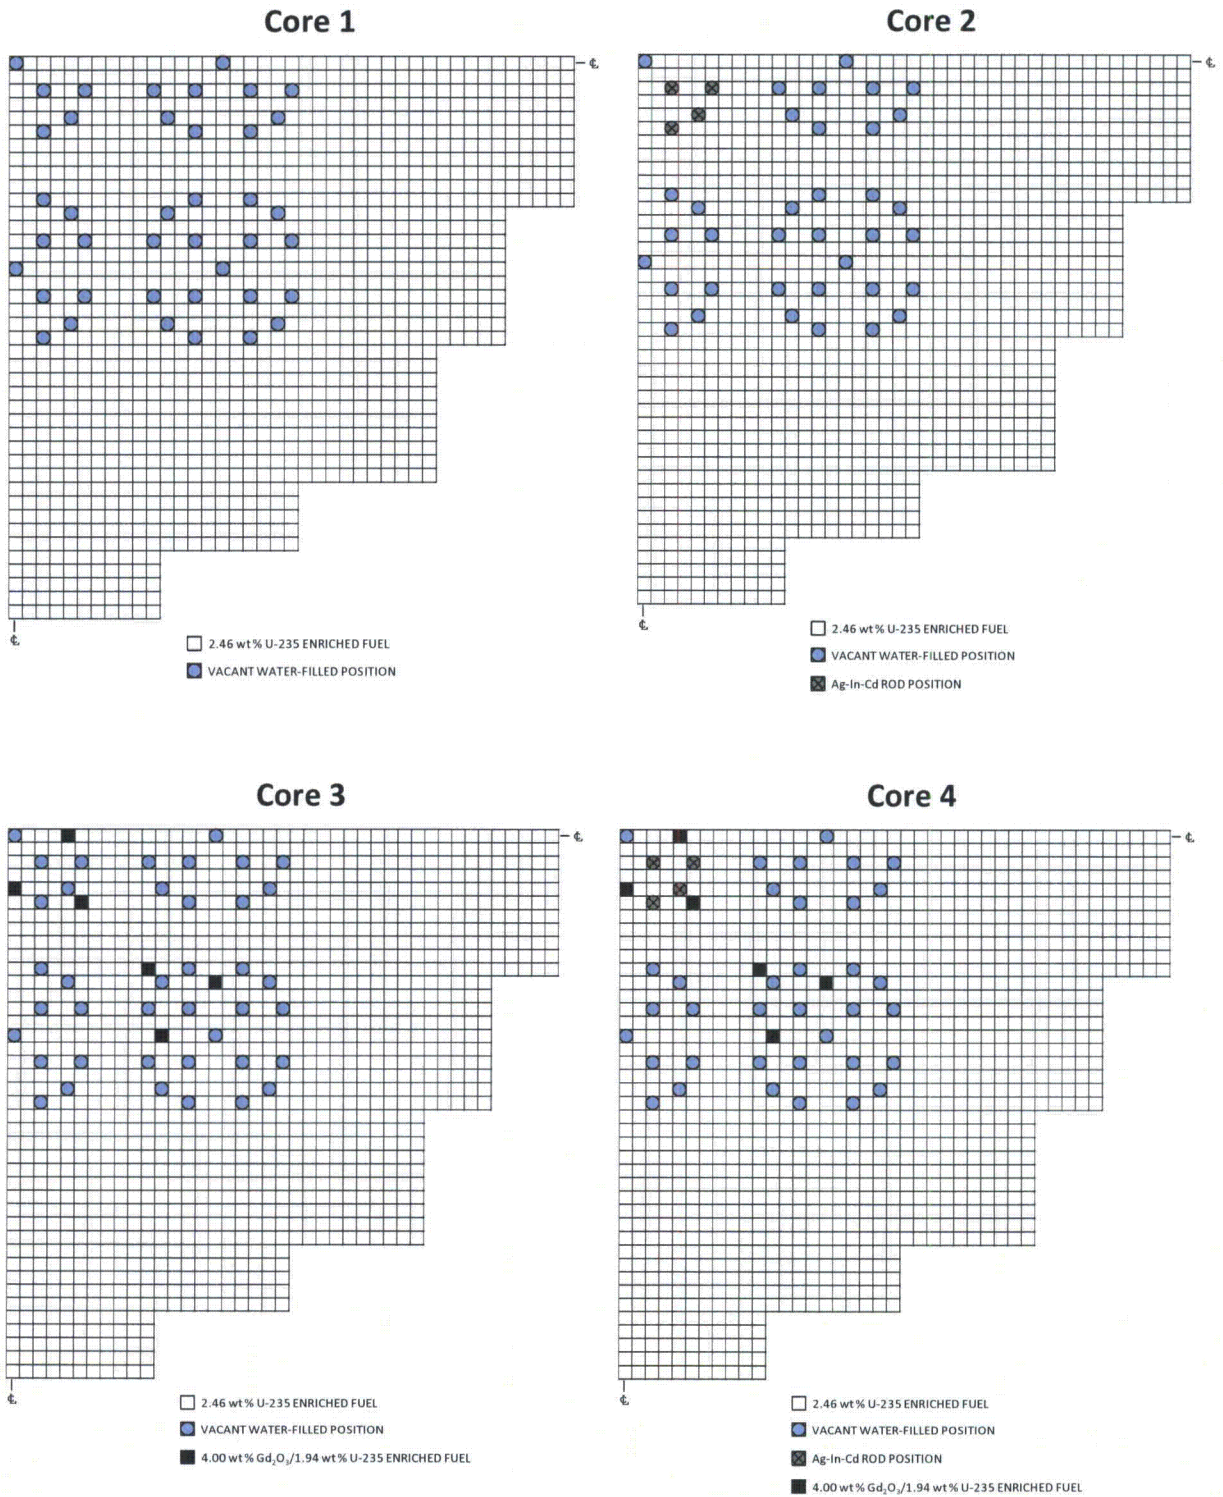 Core 1
Core 2
℄
℄
℄
℄
2.46 wt% U-235 ENRICHED FUEL
VACANT WATER-FILLED POSITION
2.46 wt% U-235 ENRICHED FUEL
VACANT WATER-FILLED POSITION
Ag-In-Cd ROD POSITION
Core 3
Core 4
℄
℄
℄
℄
2.46 wt% U-235 ENRICHED FUEL
VACANT WATER-FILLED POSITION
4.00 wt% Gd₂O₃/1.94 wt% U-235 ENRICHED FUEL
2.46 wt% U-235 ENRICHED FUEL
VACANT WATER-FILLED POSITION
Ag-In-Cd ROD POSITION
4.00 wt% Gd₂O₃/1.94 wt% U-235 ENRICHED FUEL